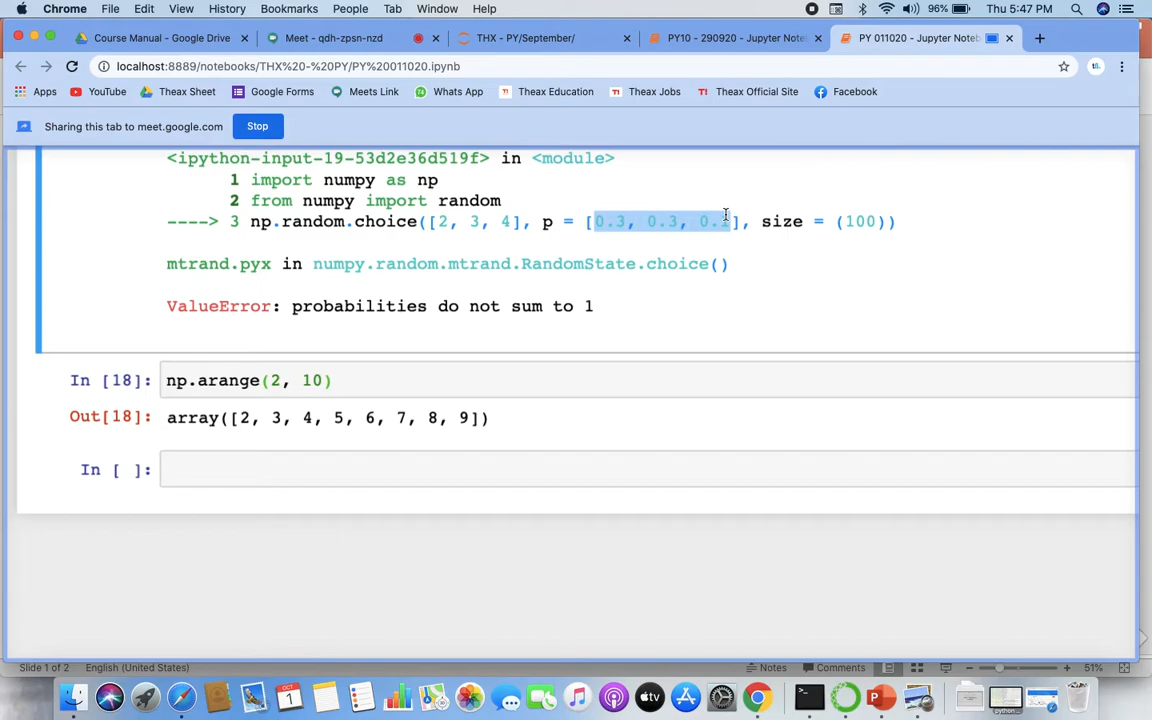 Chrome File Edit View History Bookmarks People Tab Window Help 96% Thu 5:47 PM
Course Manual - Google Drive Meet - qdh-zpsn-nzd THX - PY/September/ PY10 - 290920 - Jupyter Note PY 011020 - Jupyter Noteb
localhost:8889/notebooks/THX%20-%20PY/PY%20011020.ipynb
Apps YouTube Theax Sheet Google Forms Meets Link Whats App Theax Education Theax Jobs Theax Official Site Facebook
Sharing this tab to meet.google.com Stop
<ipython-input-19-53d2e36d519f> in <module>
1 import numpy as np
2 from numpy import random
----> 3 np.random.choice([2, 3, 4], p = [0.3, 0.3, 0.1], size = (100))
mtrand.pyx in numpy.random.mtrand.RandomState.choice()
ValueError: probabilities do not sum to 1
In [18]: np.arange(2, 10)
Out[18]: array([2, 3, 4, 5, 6, 7, 8, 9])
In [ ]:
Slide 1 of 2 English (United States) Notes Comments 51%